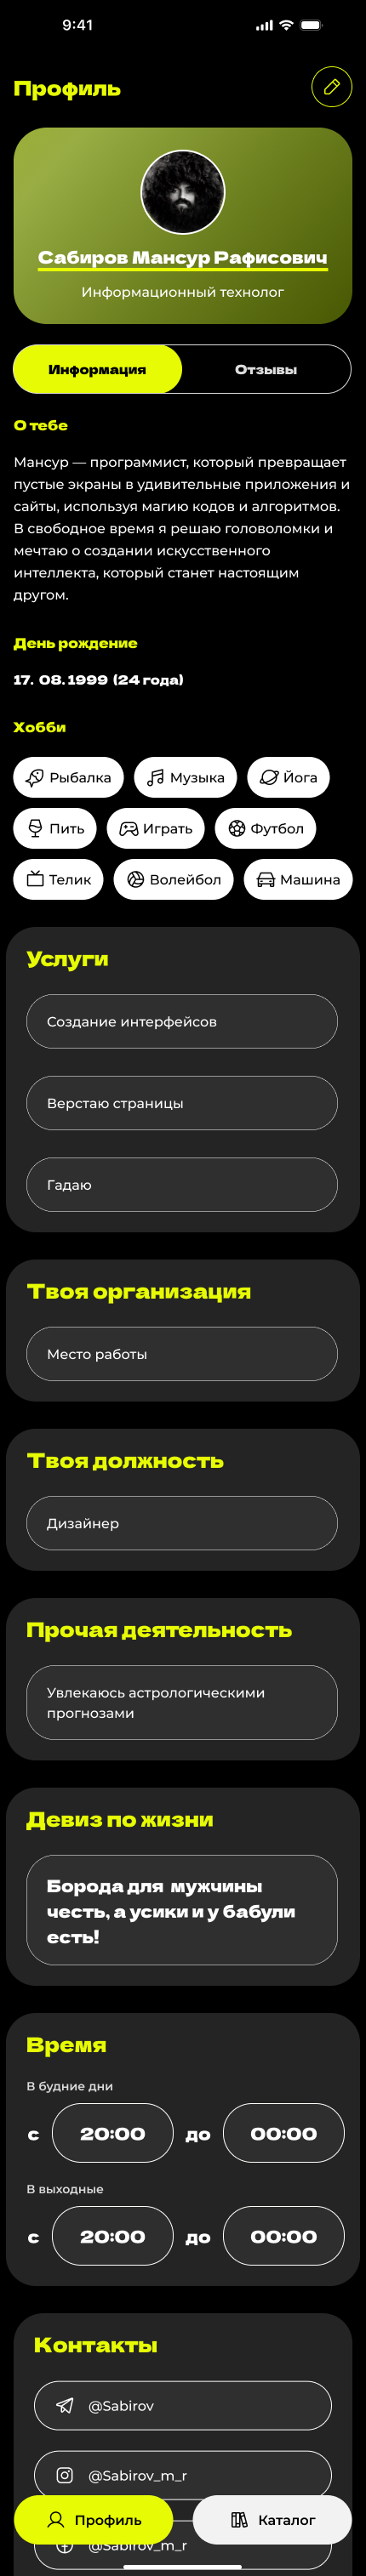 9:41
Профиль
Сабиров Мансур Рафисович
Информационный технолог
Информация
Отзывы
О тебе
Мансур — программист, который превращает
пустые экраны в удивительные приложения и
сайты, используя магию кодов и алгоритмов.
В свободное время я решаю головоломки и
мечтаю о создании искусственного
интеллекта, который станет настоящим
другом.
День рождение
17. 08. 1999 (24 года)
Хобби
Рыбалка
Музыка
Йога
Пить
Играть
Футбол
Телик
Волейбол
Машина
Услуги
Создание интерфейсов
Верстаю страницы
Гадаю
Твоя организация
Место работы
Твоя должность
Дизайнер
Прочая деятельность
Увлекаюсь астрологическими
прогнозами
Девиз по жизни
Борода для мужчины
честь, а усики и у бабули
есть!
Время
В будние дни
с 20:00 до 00:00
В выходные
с 20:00 до 00:00
Контакты
@Sabirov
@Sabirov_m_r
Профиль
Каталог
@Sabirov_m_r